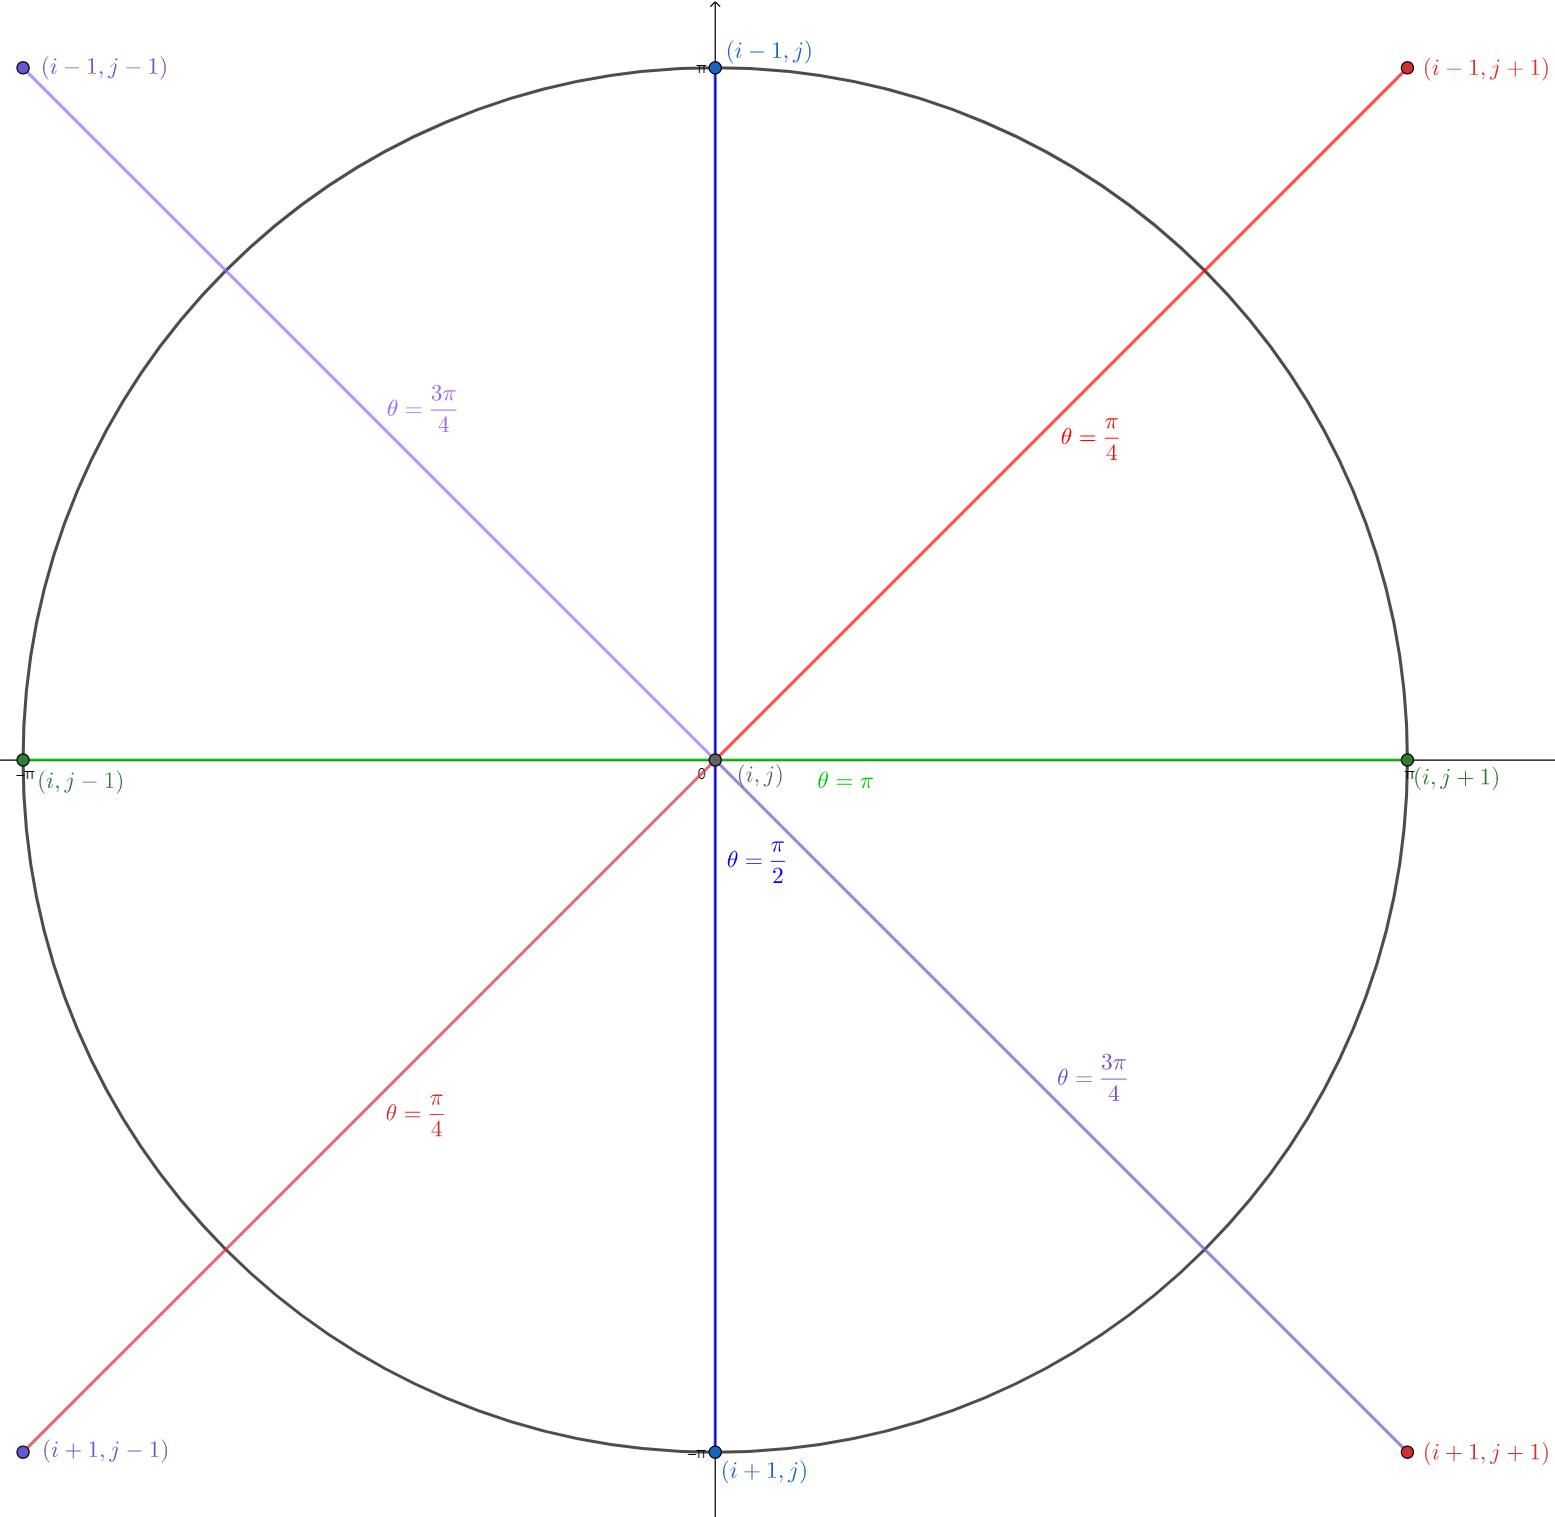 (i − 1, j)
(i − 1, j − 1)
π
(i − 1, j + 1)
θ = 3π/4
θ = π/4
−π
(i, j − 1)
0
(i, j)
θ = π
π
(i, j + 1)
θ = π/2
θ = 3π/4
θ = π/4
(i + 1, j − 1)
−π
(i + 1, j)
(i + 1, j + 1)